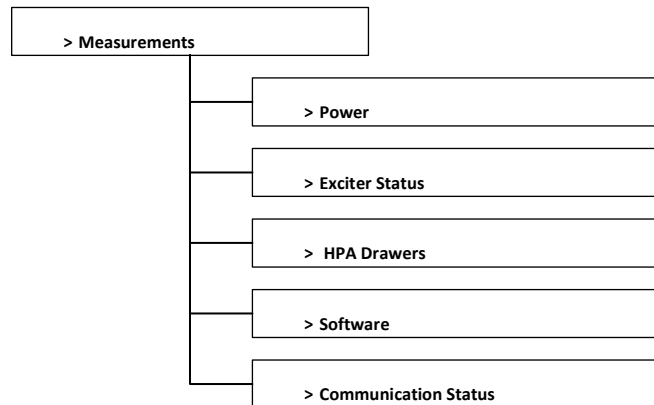 > Measurements
> Power
> Exciter Status
> HPA Drawers
> Software
> Communication Status